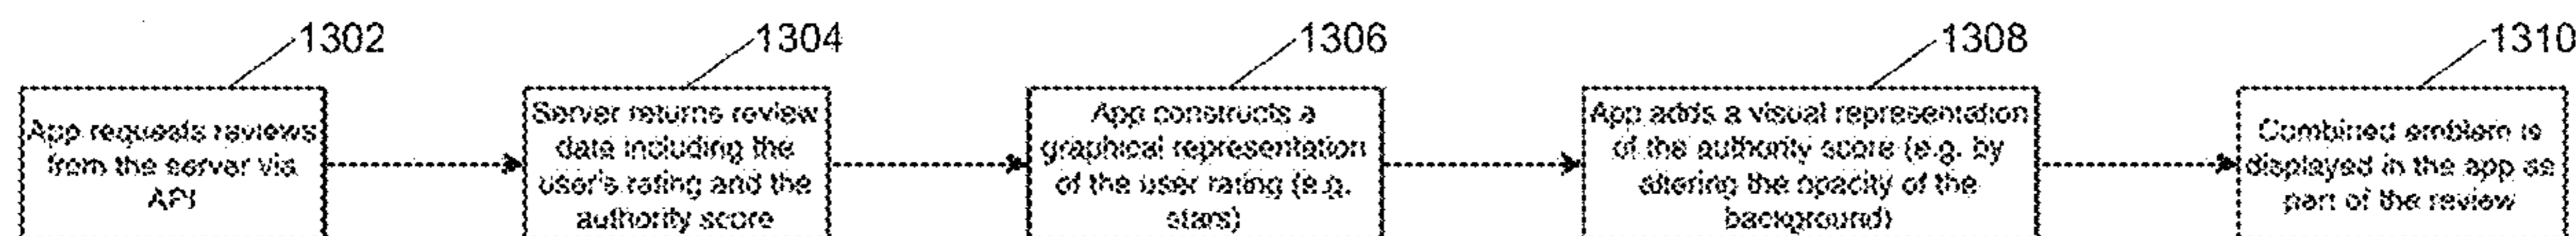 1302
1304
1306
1308
1310
App requests reviews
from the server via
API
Server returns review
data including the
user's rating and the
authority score
App constructs a
graphical representation
of the user rating (e.g.
stars)
App adds a visual representation
of the authority score (e.g. by
altering the opacity of the
background)
Combined emblem is
displayed in the app as
part of the review